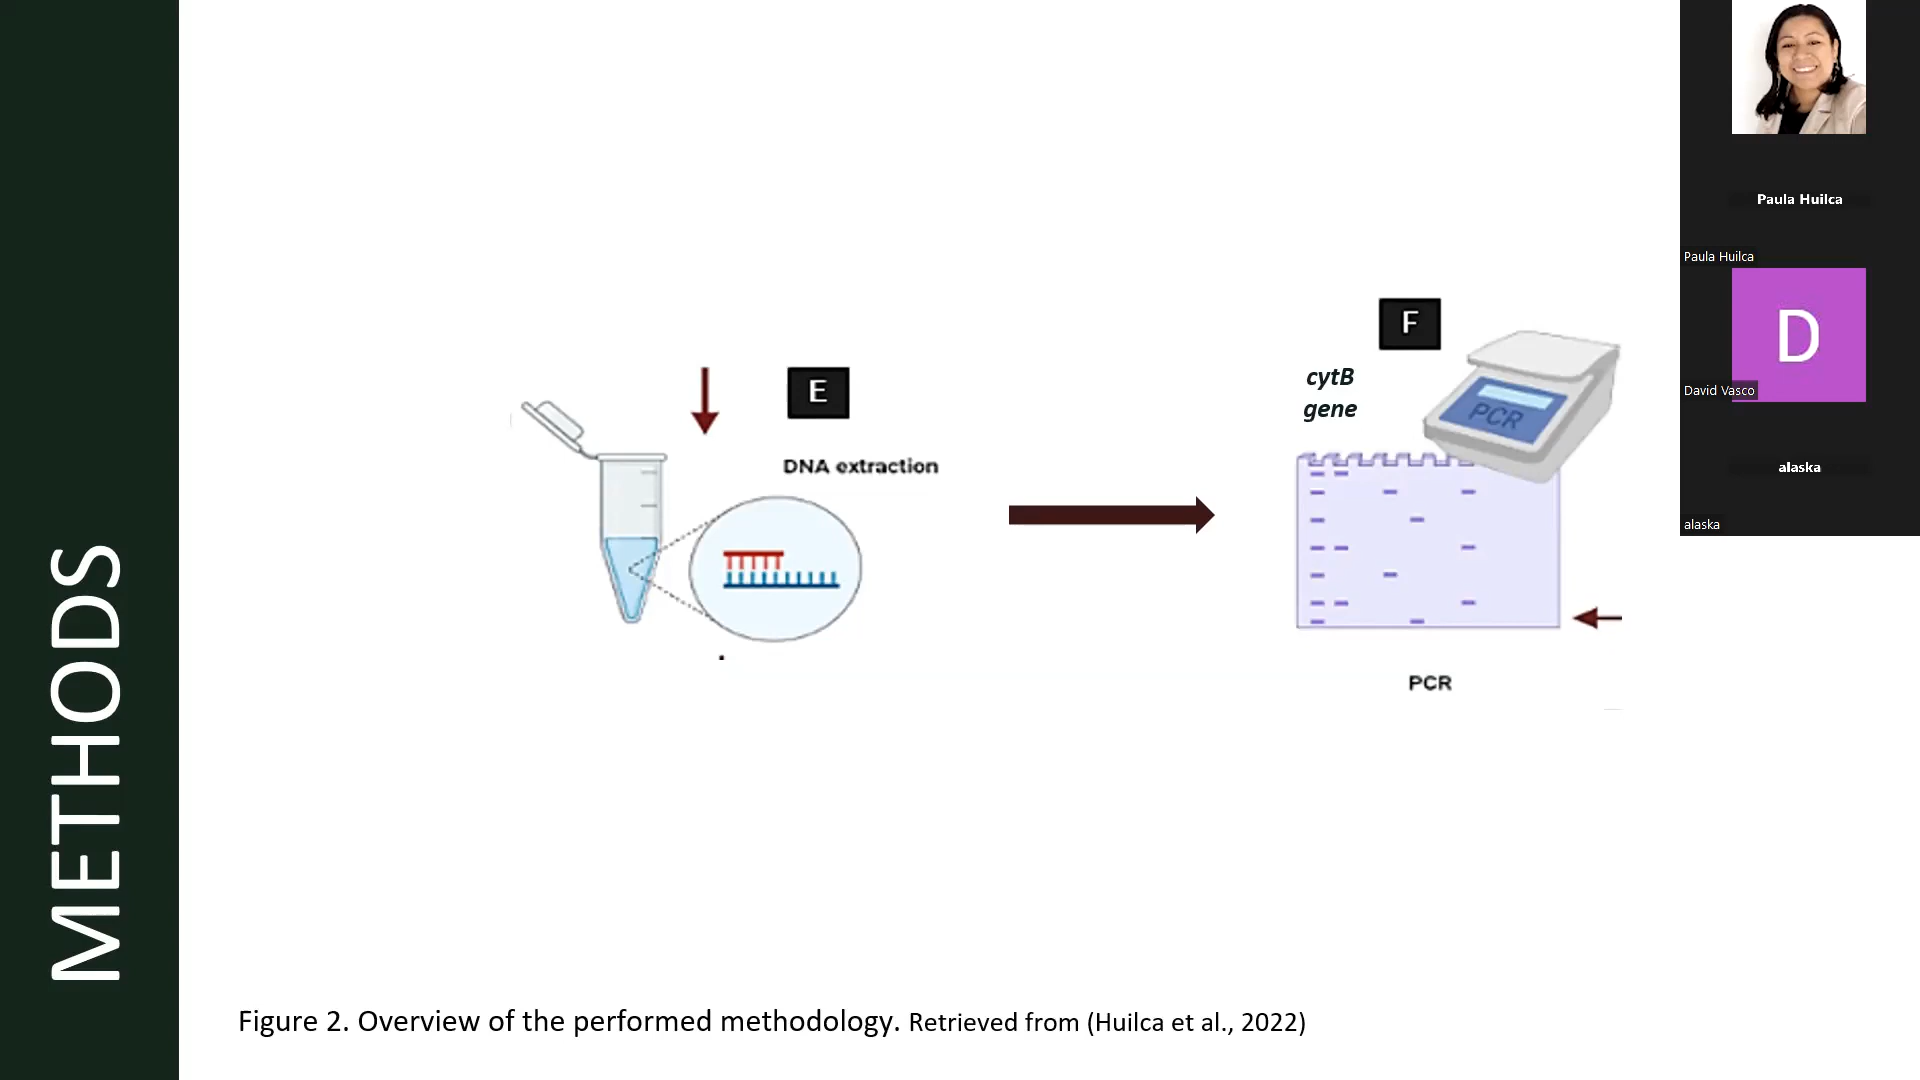 METHODS
E
DNA extraction
F
cytB
gene
PCR
PCR
Figure 2. Overview of the performed methodology. Retrieved from (Huilca et al., 2022)
Paula Huilca
Paula Huilca
D
David Vasco
alaska
alaska